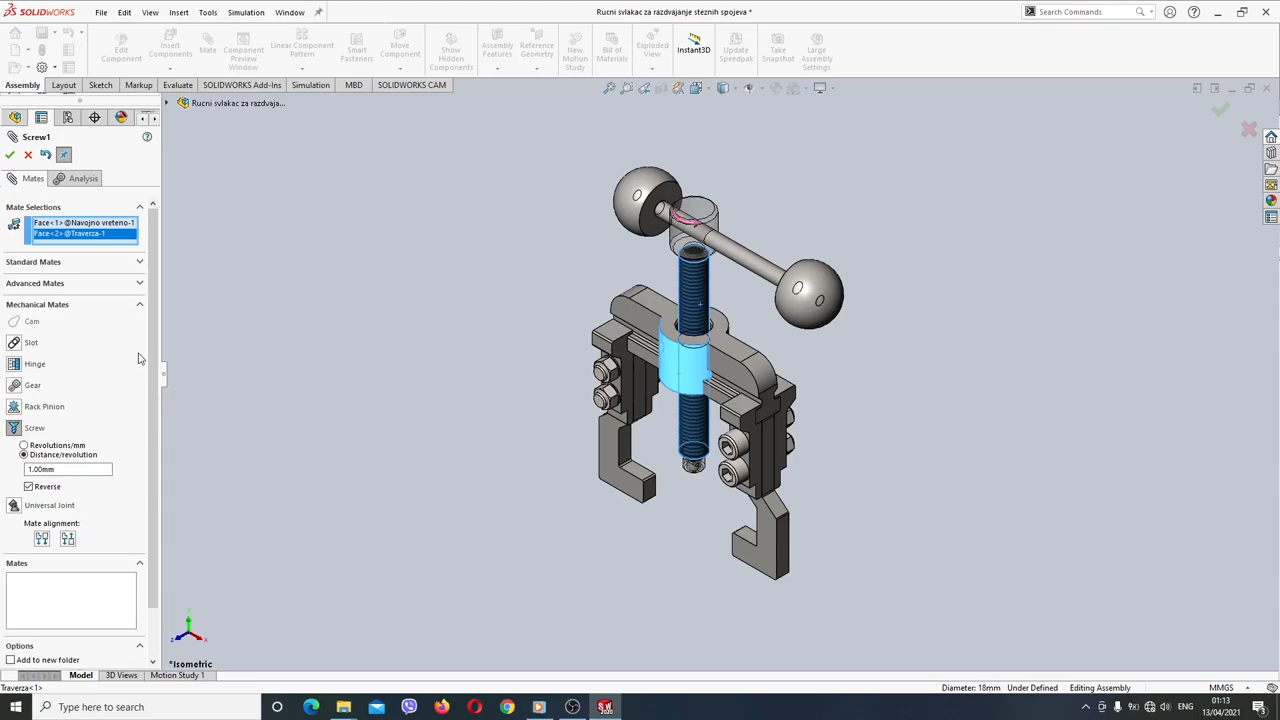 SOLIDWORKS
File Edit View Insert Tools Simulation Window
Rucni svlakac za razdvajanje steznih spojeva *
Search Commands
Edit Component
Insert Components
Mate
Component Preview Window
Linear Component Pattern
Smart Fasteners
Move Component
Show Hidden Components
Assembly Features
Reference Geometry
New Motion Study
Bill of Materials
Exploded View
Instant3D
Update Speedpak
Take Snapshot
Large Assembly Settings
Assembly Layout Sketch Markup Evaluate SOLIDWORKS Add-Ins Simulation MBD SOLIDWORKS CAM
Rucni svlakac za razdvaja...
Screw1
Mates Analysis
Mate Selections
Face<1>@Navojno vreteno-1
Face<2>@Traverza-1
Standard Mates
Advanced Mates
Mechanical Mates
Cam
Slot
Hinge
Gear
Rack Pinion
Screw
Revolutions/mm
Distance/revolution
1.00mm
Reverse
Universal Joint
Mate alignment:
Mates
Options
Add to new folder
*Isometric
Model 3D Views Motion Study 1
Traverza<1> Diameter: 18mm Under Defined Editing Assembly MMGS
Type here to search
ENG
01:13
13/04/2021